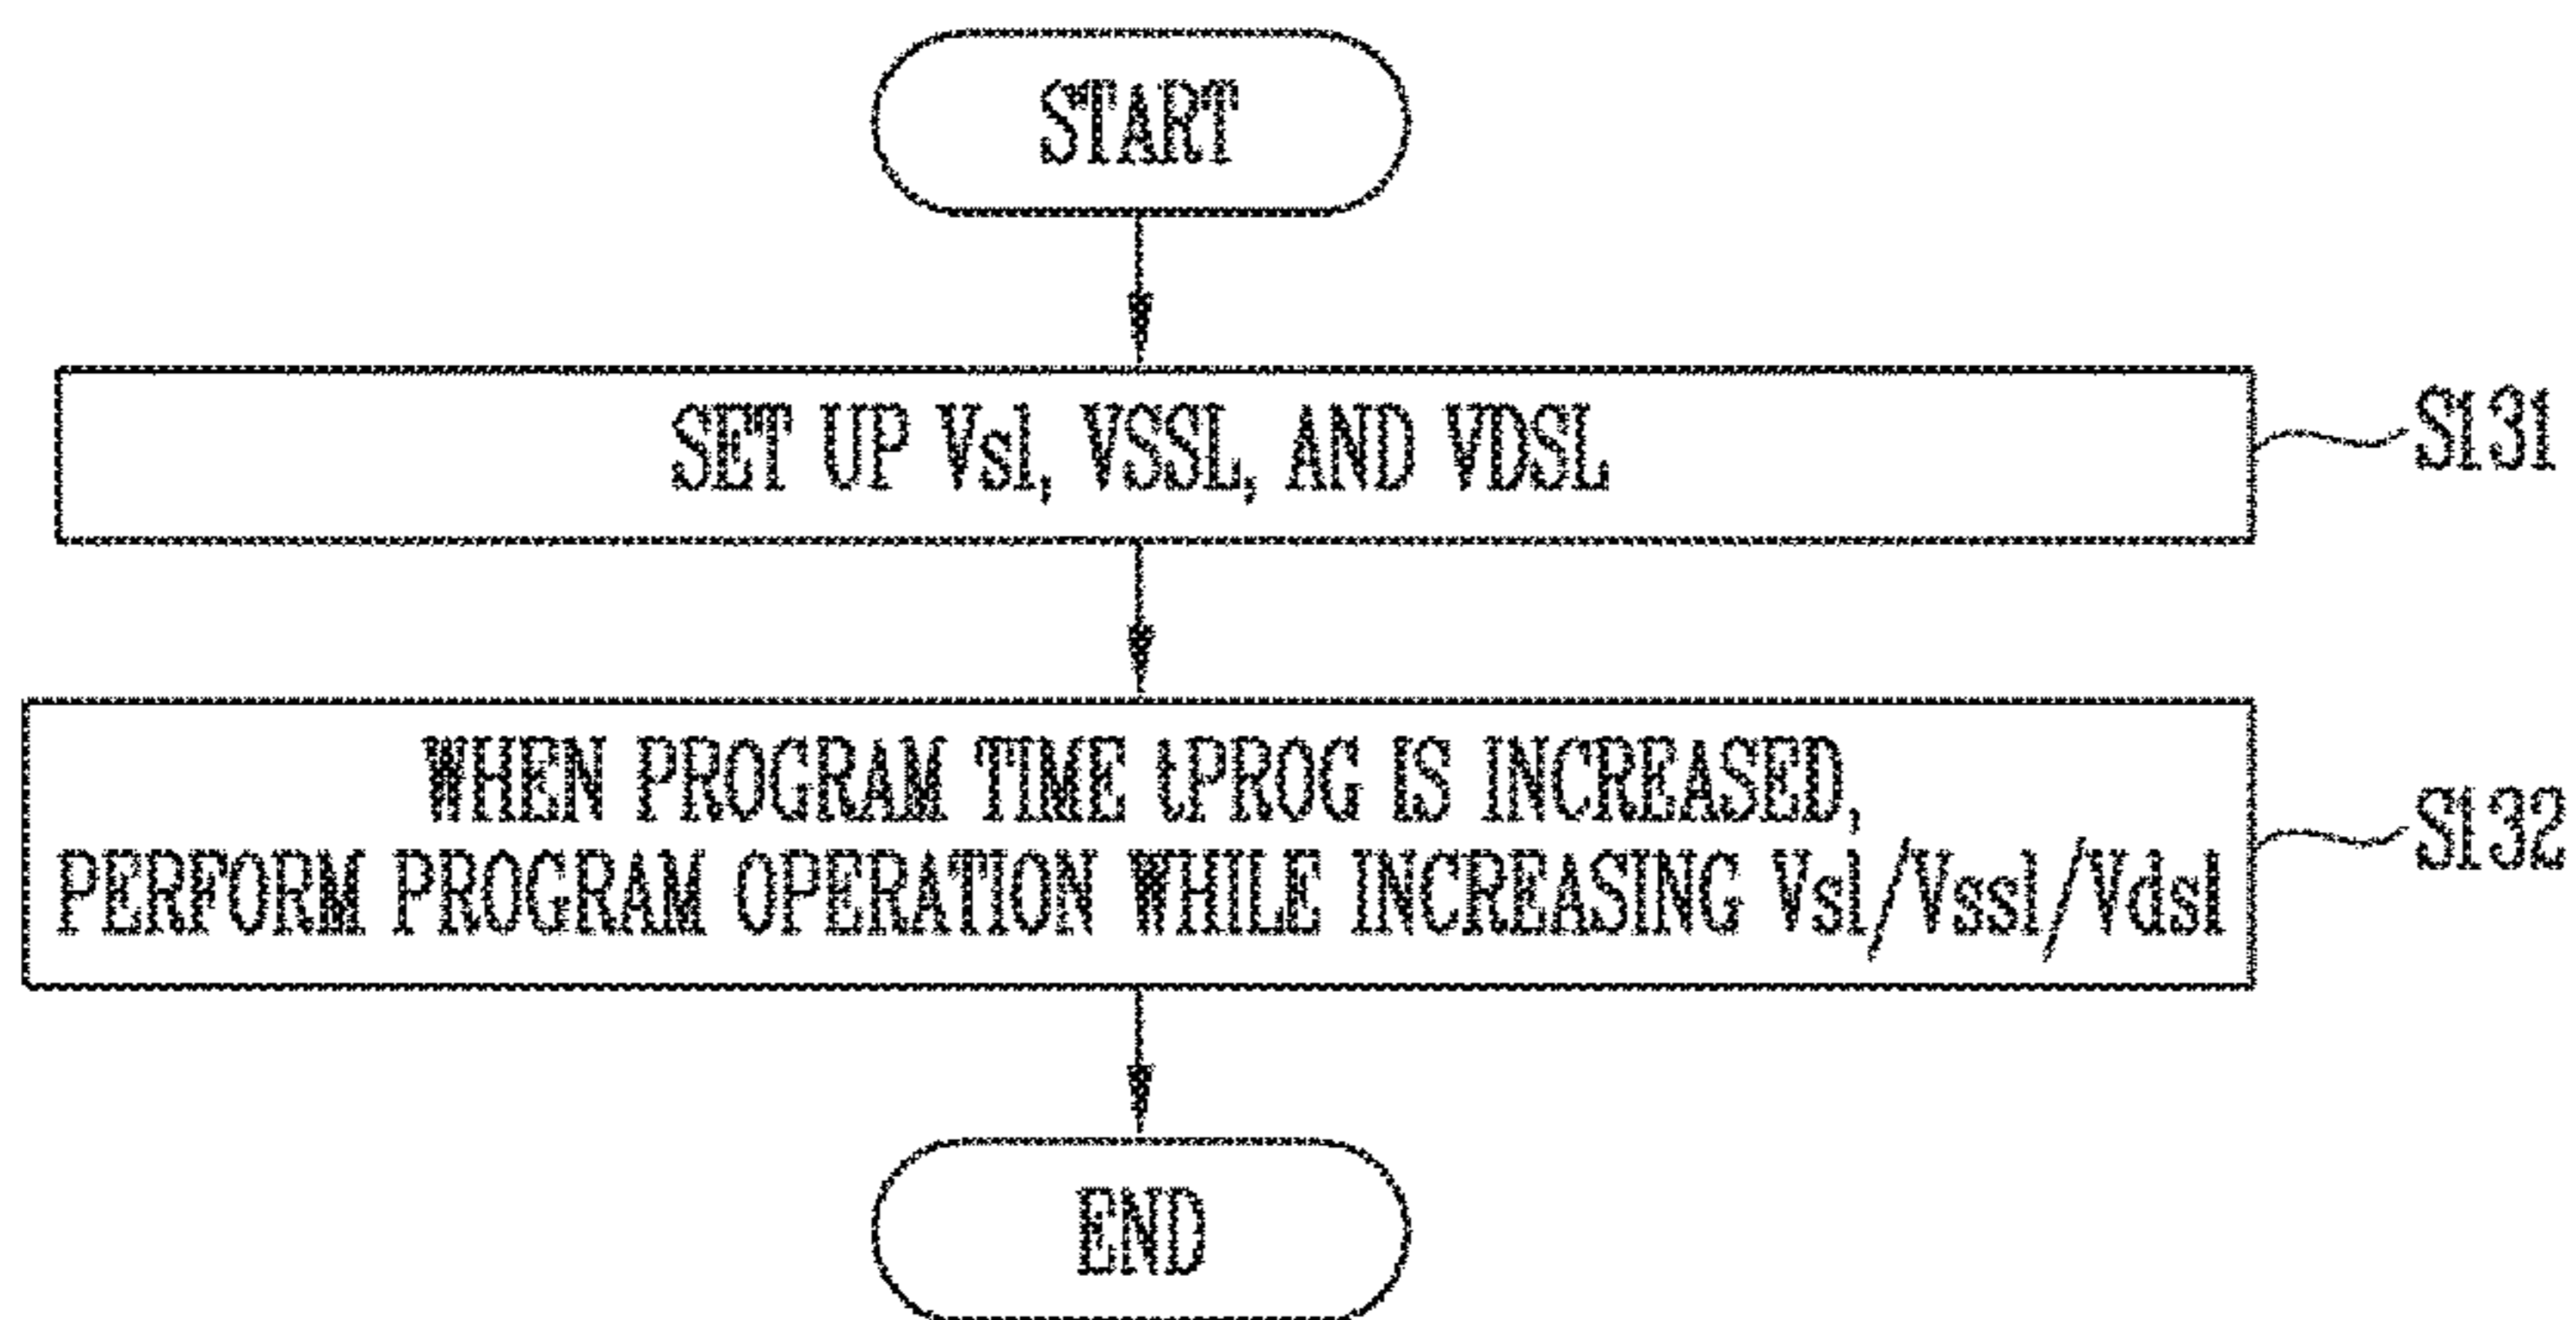 START
SET UP Vsl, VSSL, AND VDSL
S131
WHEN PROGRAM TIME tPROG IS INCREASED,
PERFORM PROGRAM OPERATION WHILE INCREASING Vsl/Vssl/Vdsl
S132
END